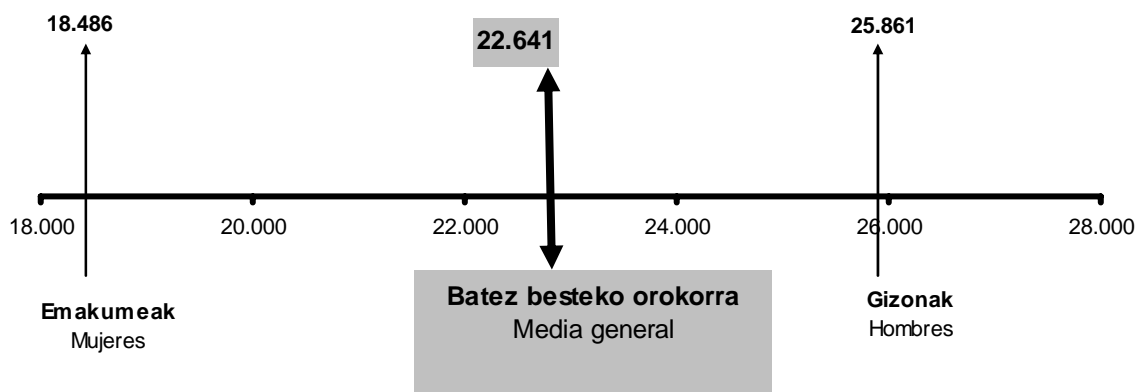 18.486
22.641
25.861
18.000 20.000 22.000 24.000 26.000 28.000
Emakumeak
Mujeres
Batez besteko orokorra
Media general
Gizonak
Hombres